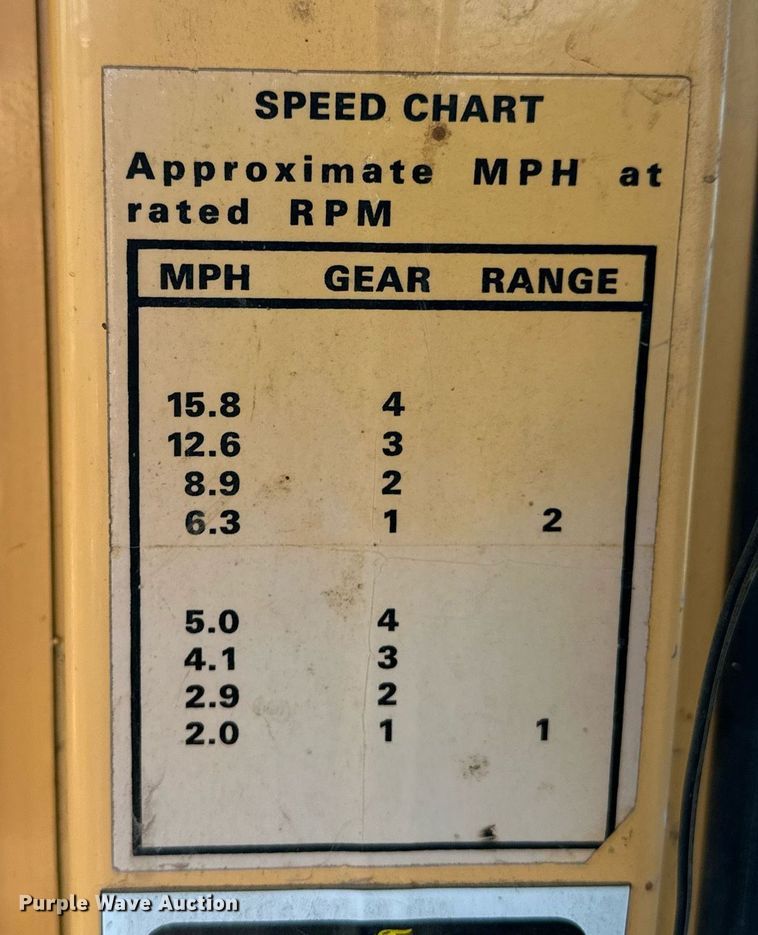 SPEED CHART
Approximate MPH at
rated RPM
MPH GEAR RANGE
15.8 4
12.6 3
8.9 2
6.3 1 2
5.0 4
4.1 3
2.9 2
2.0 1 1
Purple Wave Auction